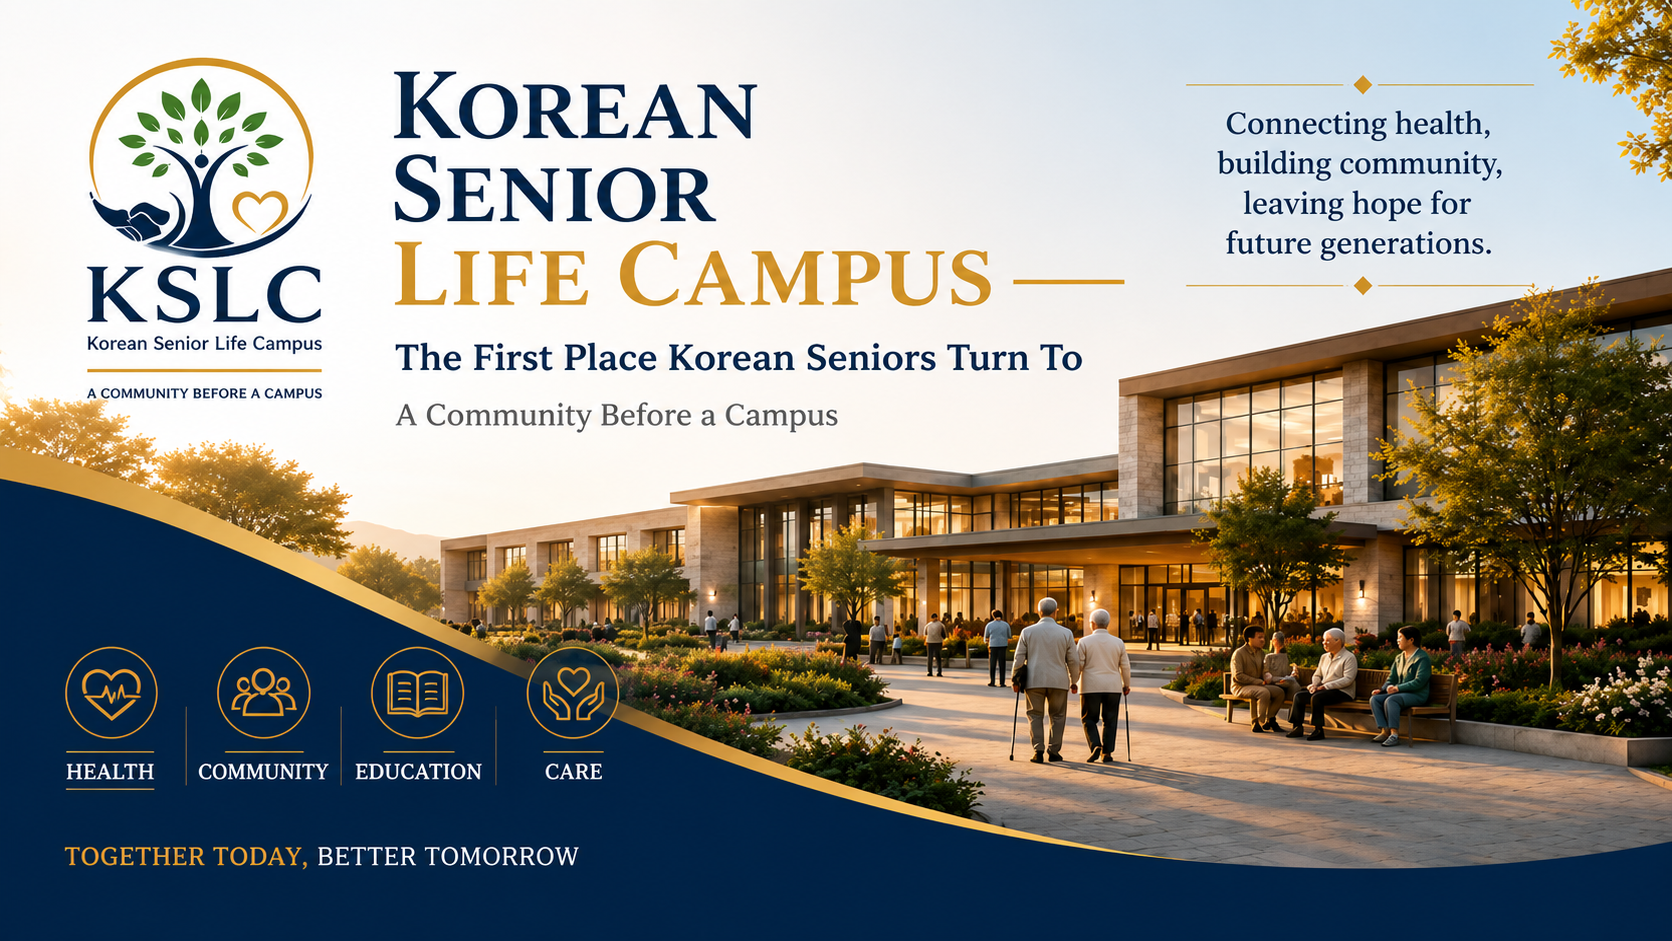 KSLC
Korean Senior Life Campus
A COMMUNITY BEFORE A CAMPUS
KOREAN
SENIOR
LIFE CAMPUS
The First Place Korean Seniors Turn To
A Community Before a Campus
Connecting health,
building community,
leaving hope for
future generations.
HEALTH
COMMUNITY
EDUCATION
CARE
TOGETHER TODAY, BETTER TOMORROW